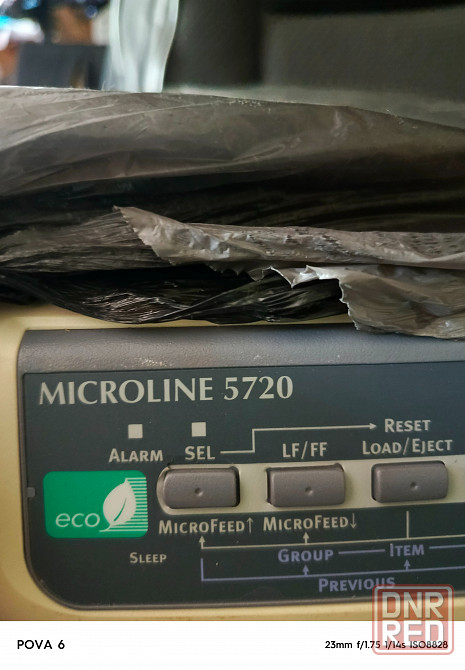 MICROLINE 5720
RESET
ALARM SEL LF/FF LOAD/EJECT
eco
MICROFEED↑ MICROFEED↓
SLEEP GROUP ITEM
PREVIOUS
DNR
RED
POVA 6 23mm f/1.75 1/14s ISO8828